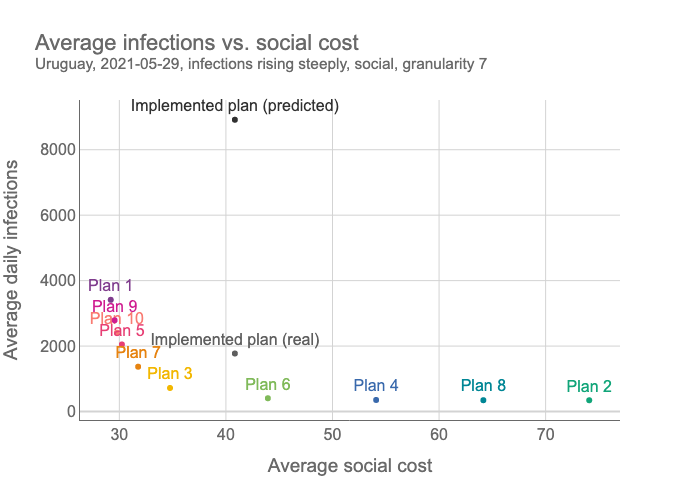 Average infections vs. social cost
Uruguay, 2021-05-29, infections rising steeply, social, granularity 7
Implemented plan (predicted)
8000
6000
4000
2000
0
Average daily infections
Plan 1
Plan 9
Plan 10
Plan 5
Implemented plan (real)
Plan 7
Plan 3
Plan 6
Plan 4
Plan 8
Plan 2
30
40
50
60
70
Average social cost